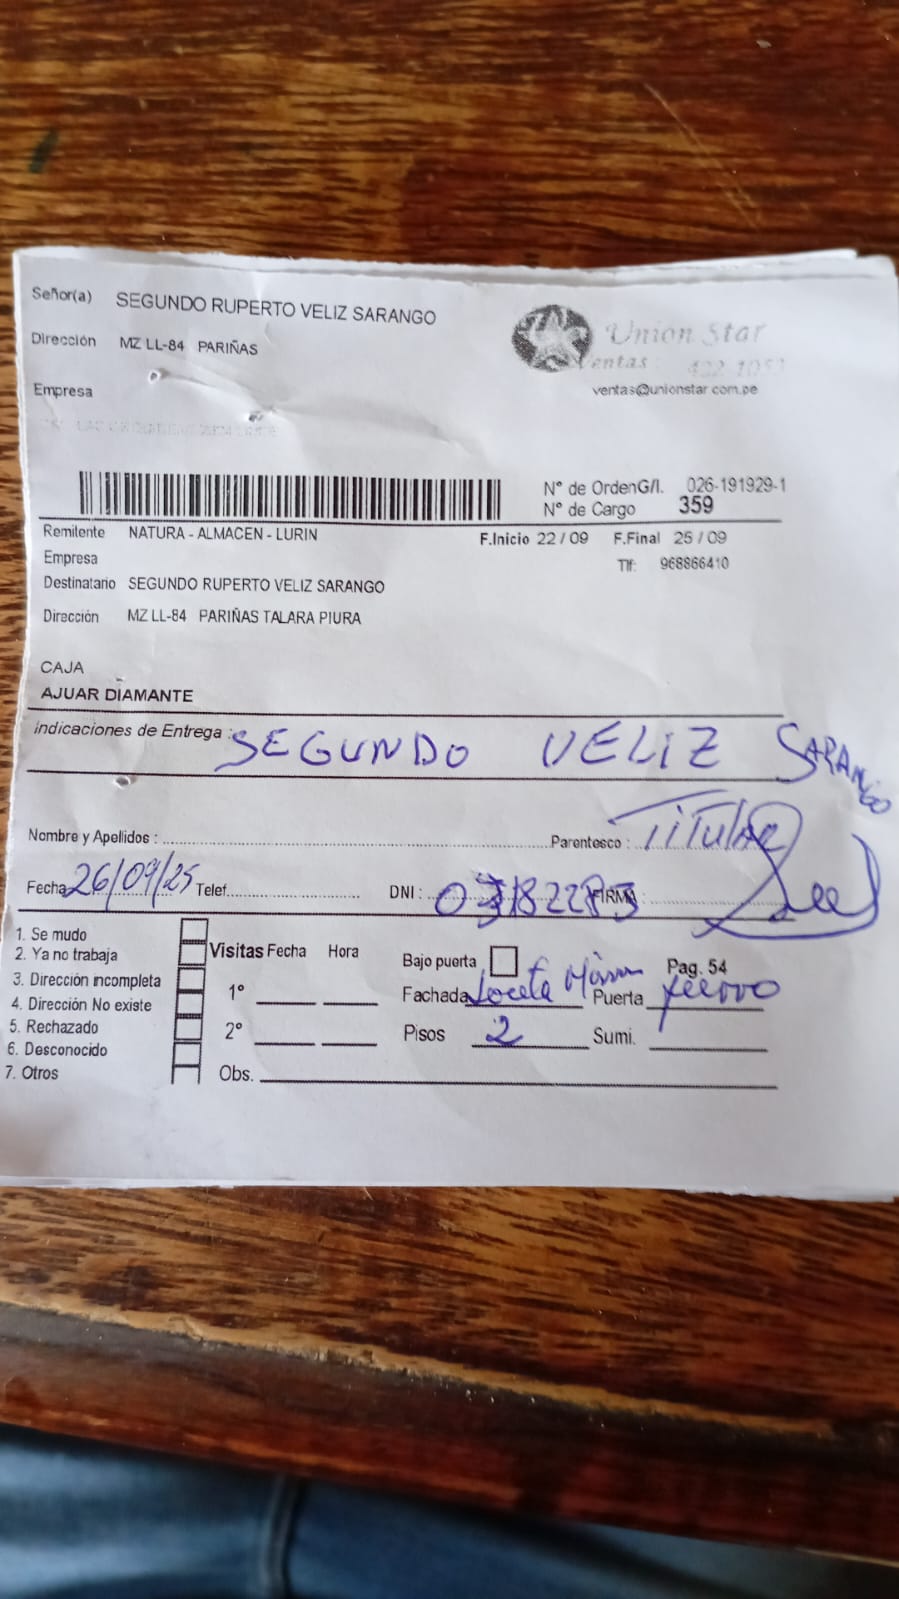 Señor(a) SEGUNDO RUPERTO VELIZ SARANGO
Dirección MZ LL-84 PARIÑAS
Empresa
Union Star
Ventas: 422-1053
ventas@unionstar.com.pe
N° de OrdenG/I. 026-191929-1
N° de Cargo 359
Remitente NATURA - ALMACEN - LURIN F.Inicio 22 / 09 F.Final 25 / 09
Empresa Tlf: 968866410
Destinatario SEGUNDO RUPERTO VELIZ SARANGO
Dirección MZ LL-84 PARIÑAS TALARA PIURA
CAJA
AJUAR DIAMANTE
Indicaciones de Entrega : SEGUNDO VELIZ SARANGO
Nombre y Apellidos : Parentesco : TiTULAR
Fecha 26/09/25 Telef. DNI : FIRMA :
1. Se mudo
2. Ya no trabaja
3. Dirección incompleta
4. Dirección No existe
5. Rechazado
6. Desconocido
7. Otros
Visitas Fecha Hora
1°
2°
Obs.
Bajo puerta Pag. 54
Fachada Loceta Puerta fierro
Pisos 2 Sumi.